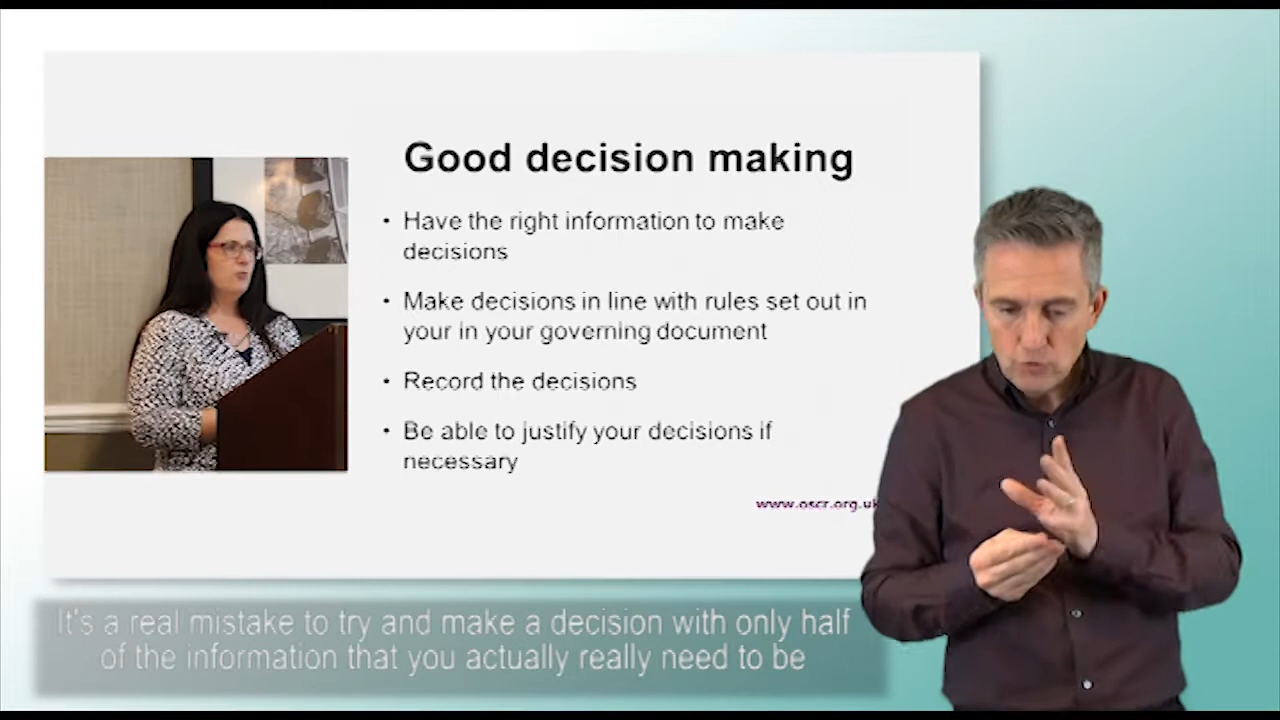 Good decision making
• Have the right information to make
decisions
• Make decisions in line with rules set out in
your in your governing document
• Record the decisions
• Be able to justify your decisions if
necessary
www.oscr.org.uk
It's a real mistake to try and make a decision with only half
of the information that you actually really need to be